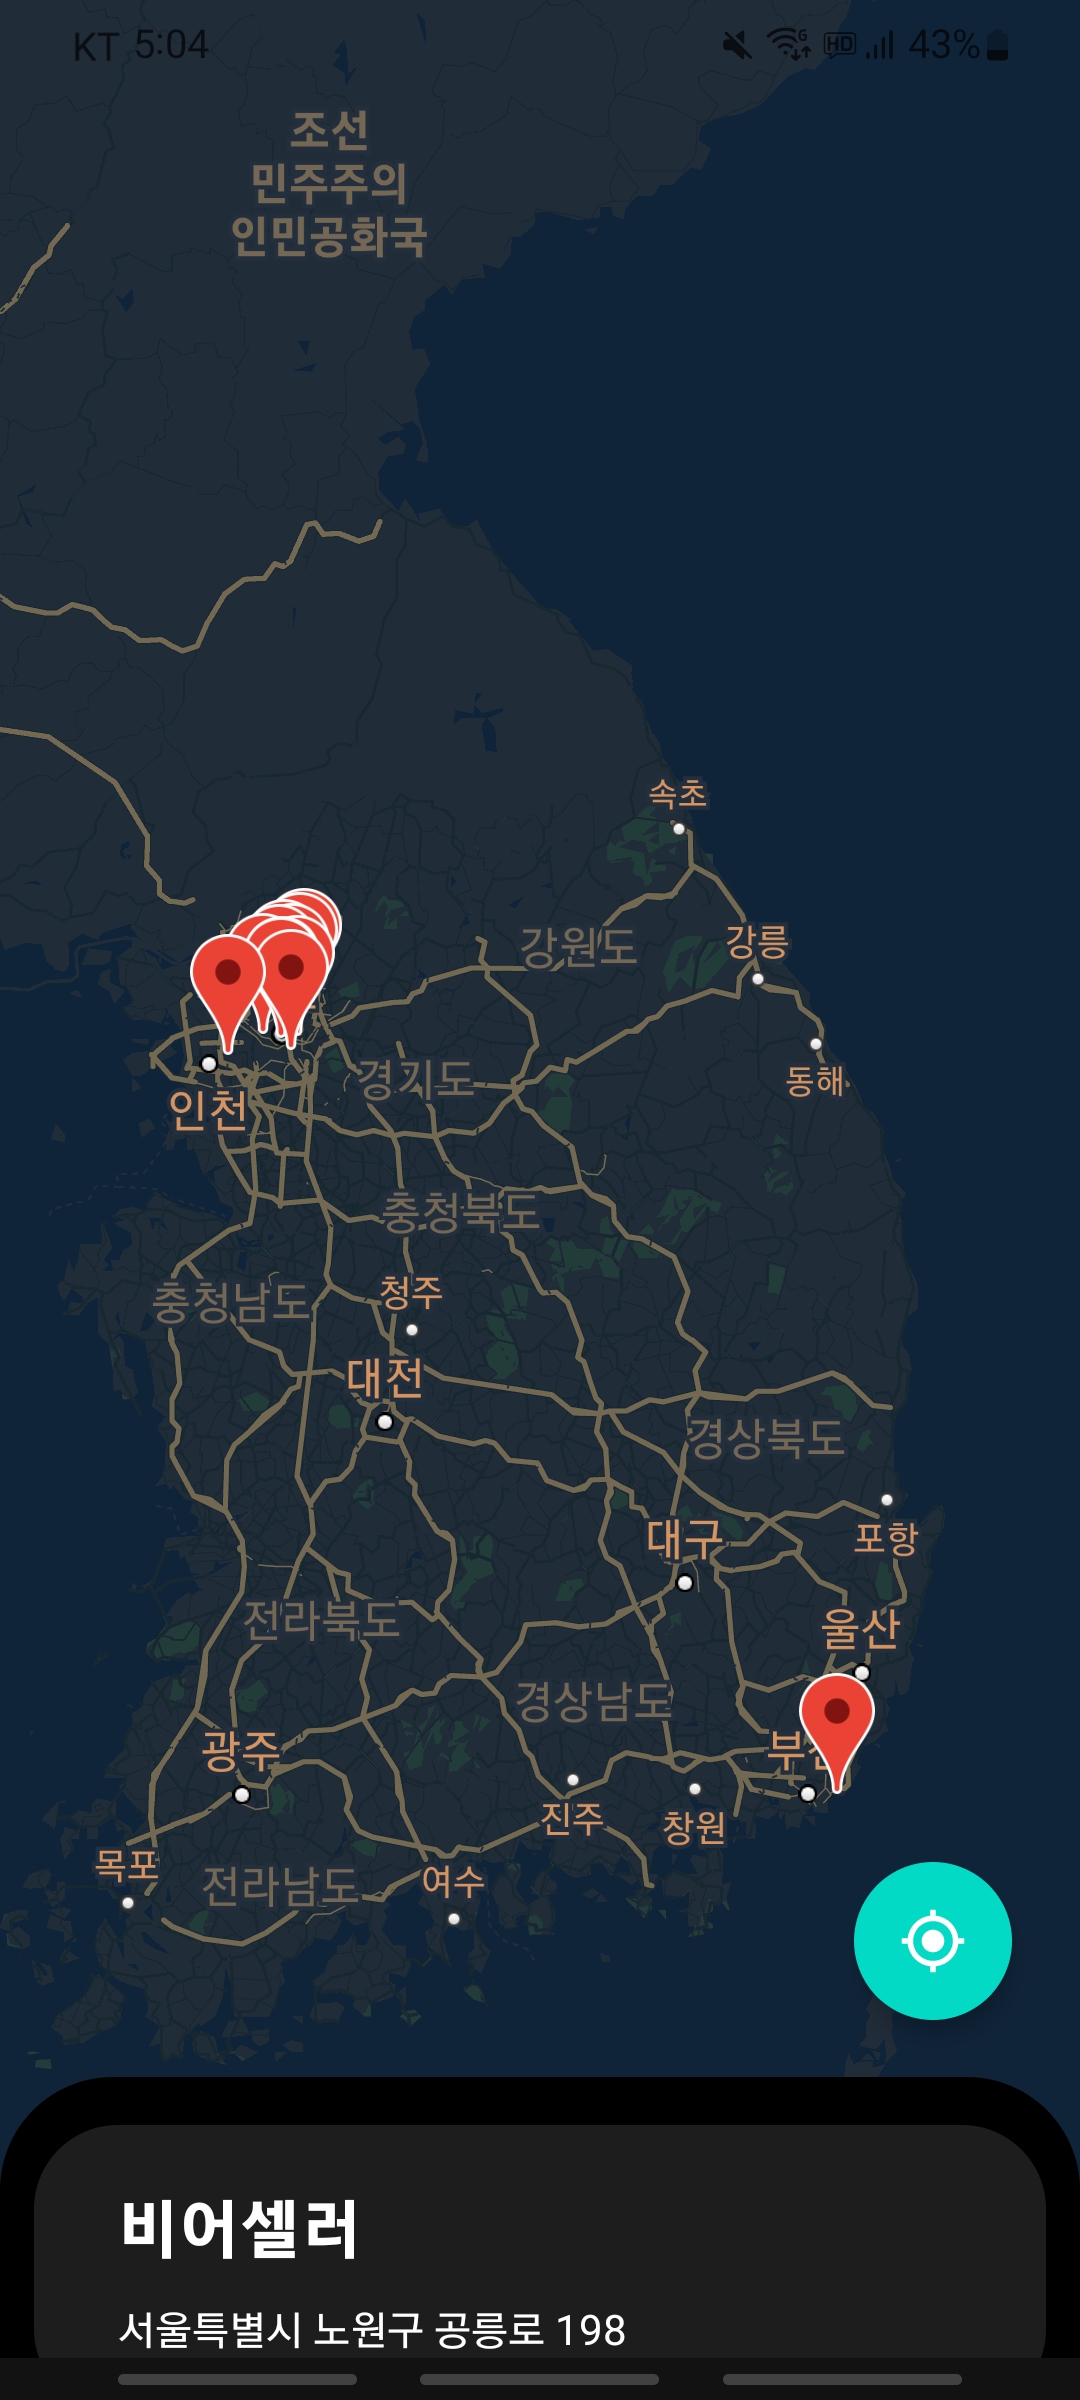 KT 5:04
HD 43%
조선
민주주의
인민공화국
속초
강원도
강릉
경기도
동해
인천
충청북도
충청남도
청주
대전
경상북도
대구
포항
전라북도
울산
경상남도
광주
진주
창원
목포
전라남도
여수
비어셀러
서울특별시 노원구 공릉로 198